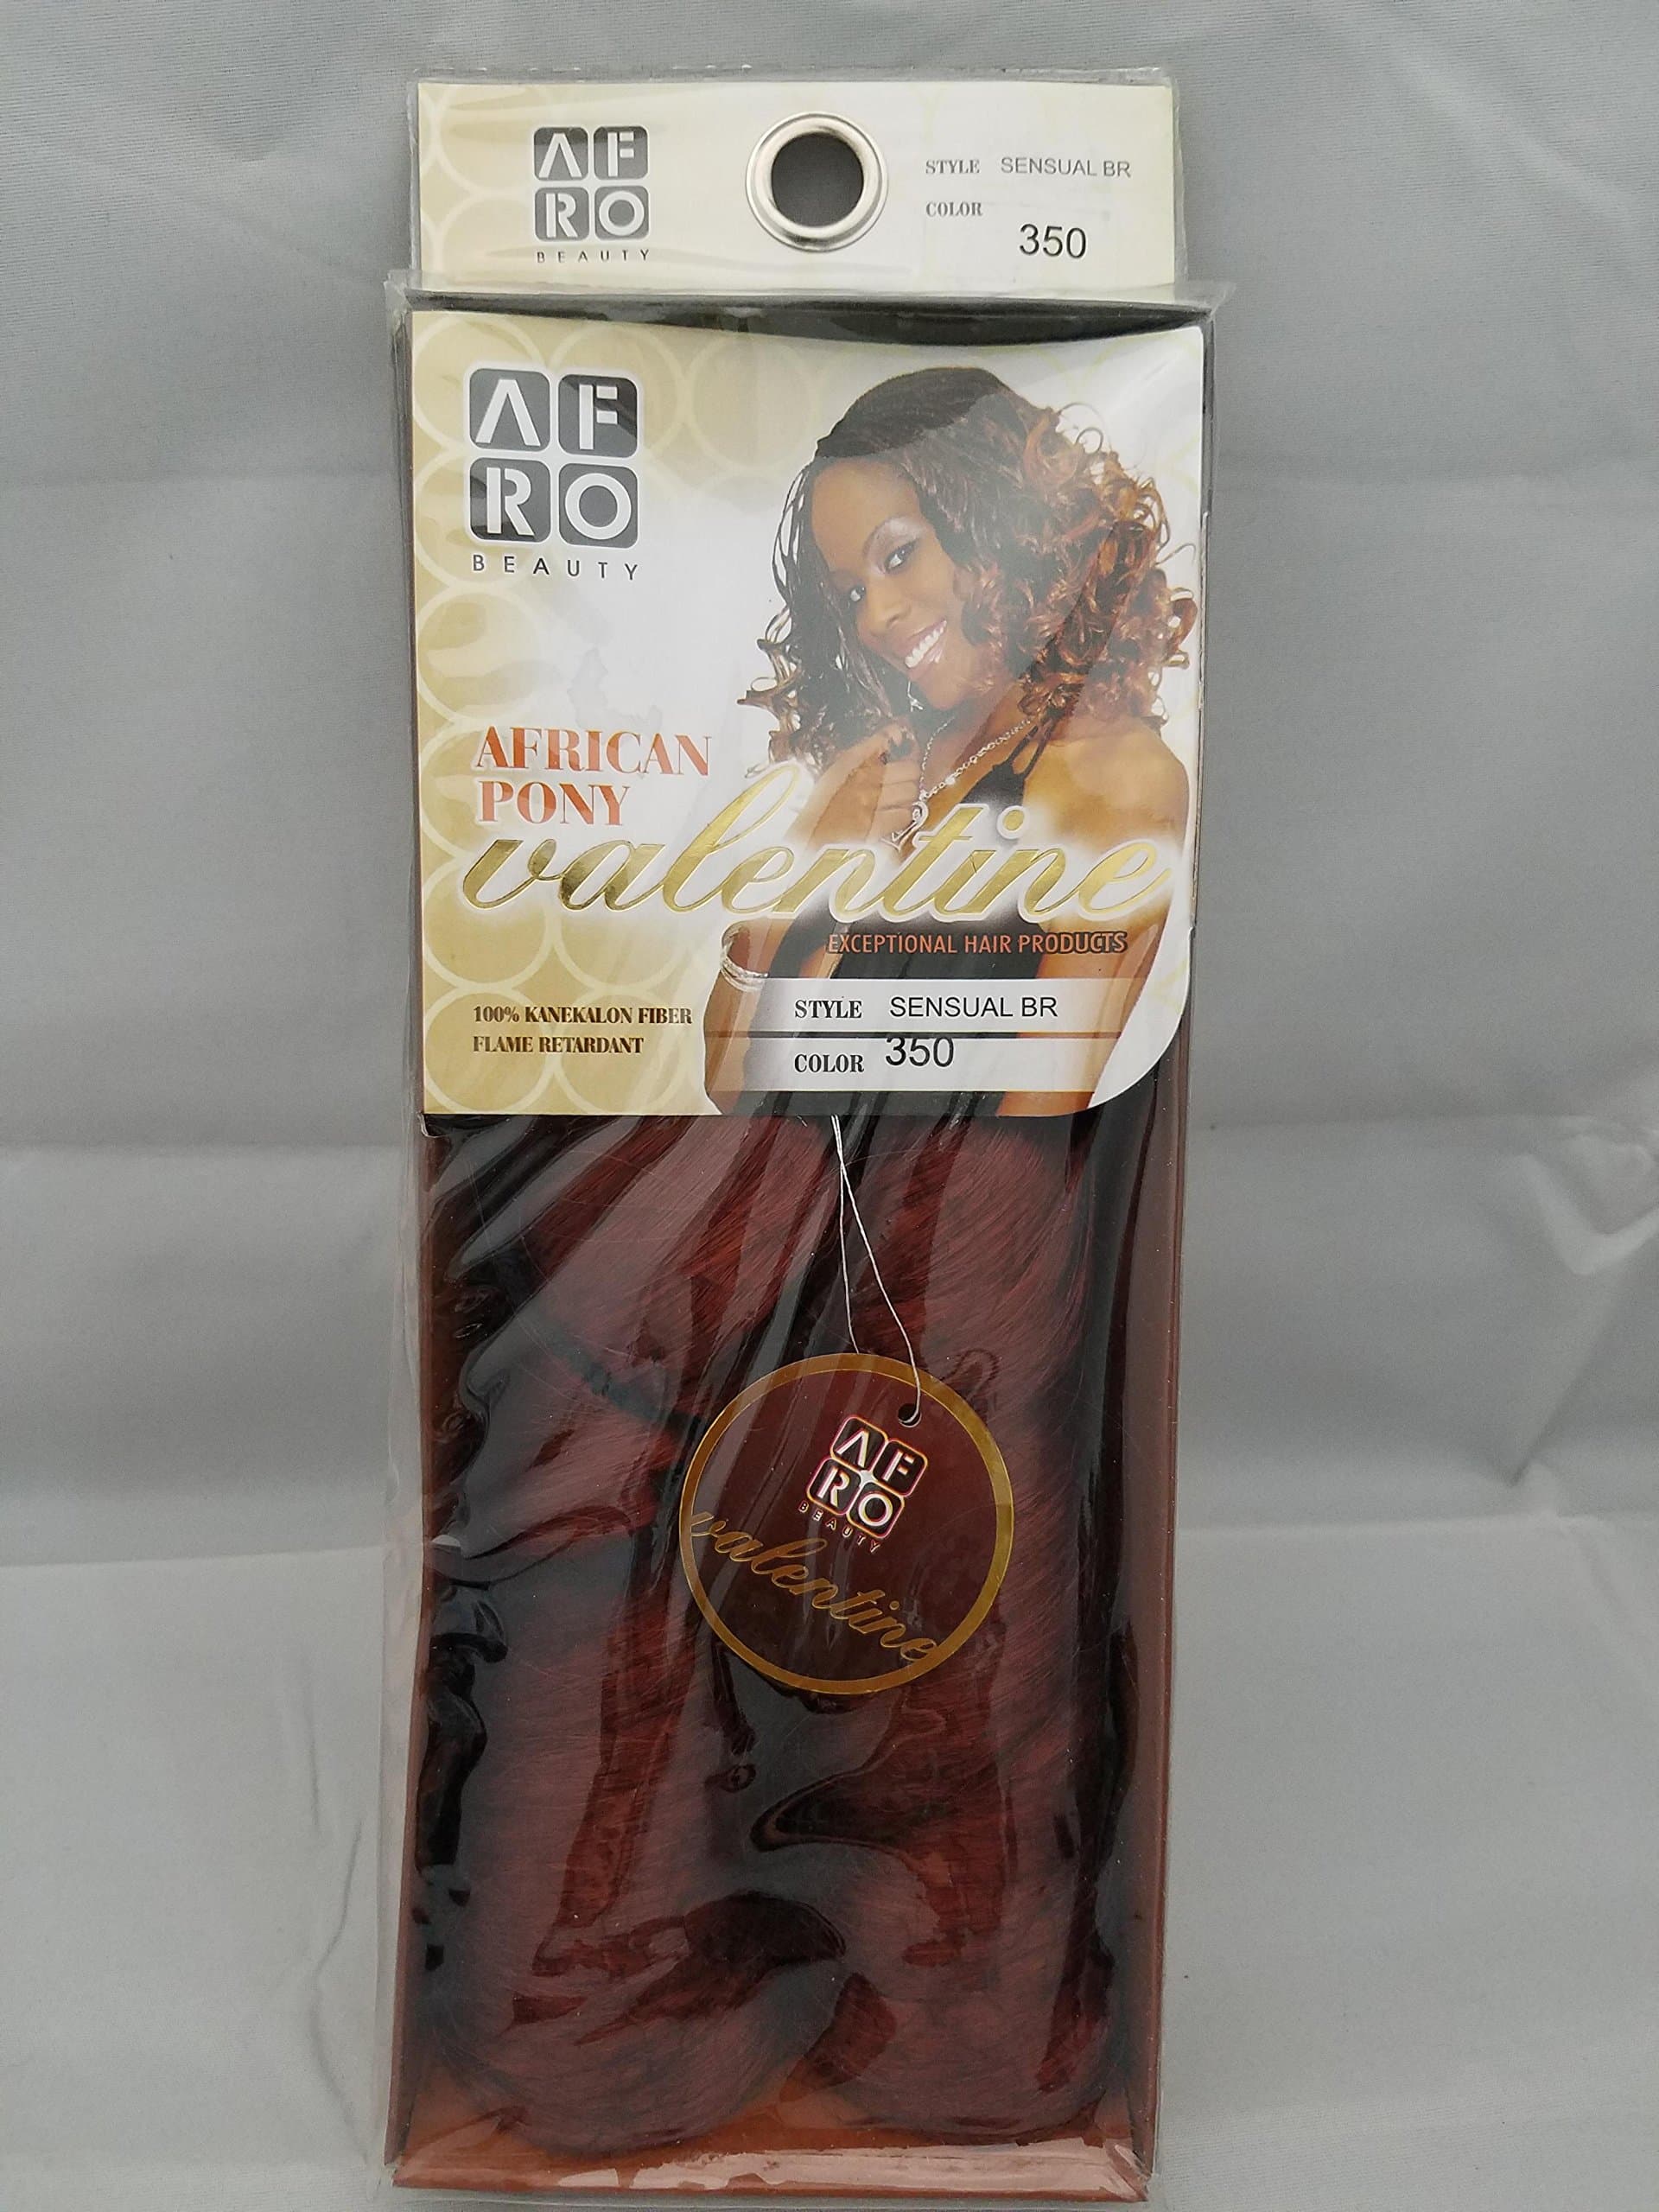 AF
RO
BEAUTY
STYLE SENSUAL BR
COLOR 350
AF
RO
BEAUTY
AFRICAN
PONY
valentine
EXCEPTIONAL HAIR PRODUCTS
100% KANEKALON FIBER
FLAME RETARDANT
STYLE SENSUAL BR
COLOR 350
AF
RO
BEAUTY
valentine